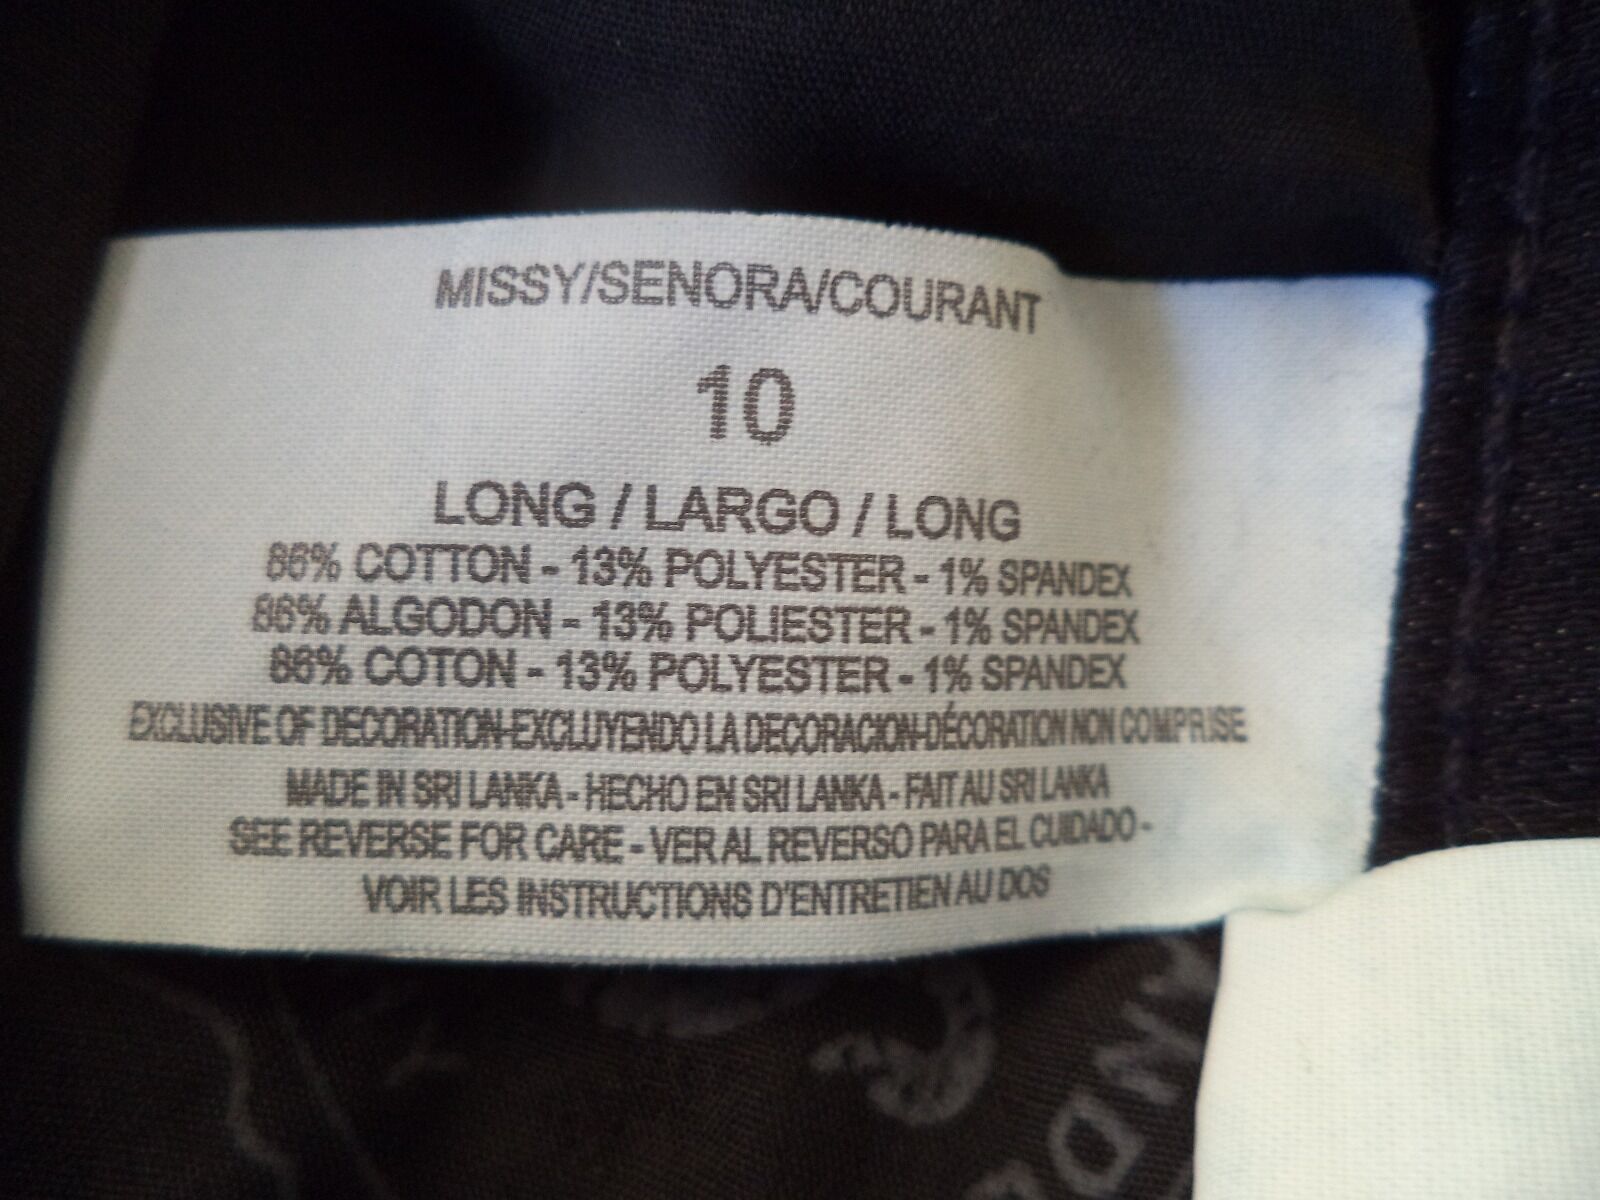 MISSY/SENORA/COURANT
10
LONG / LARGO / LONG
86% COTTON - 13% POLYESTER - 1% SPANDEX
86% ALGODON - 13% POLIESTER - 1% SPANDEX
86% COTON - 13% POLYESTER - 1% SPANDEX
EXCLUSIVE OF DECORATION-EXCLUYENDO LA DECORACION-DÉCORATION NON COMPRISE
MADE IN SRI LANKA - HECHO EN SRI LANKA - FAIT AU SRI LANKA
SEE REVERSE FOR CARE - VER AL REVERSO PARA EL CUIDADO -
VOIR LES INSTRUCTIONS D'ENTRETIEN AU DOS